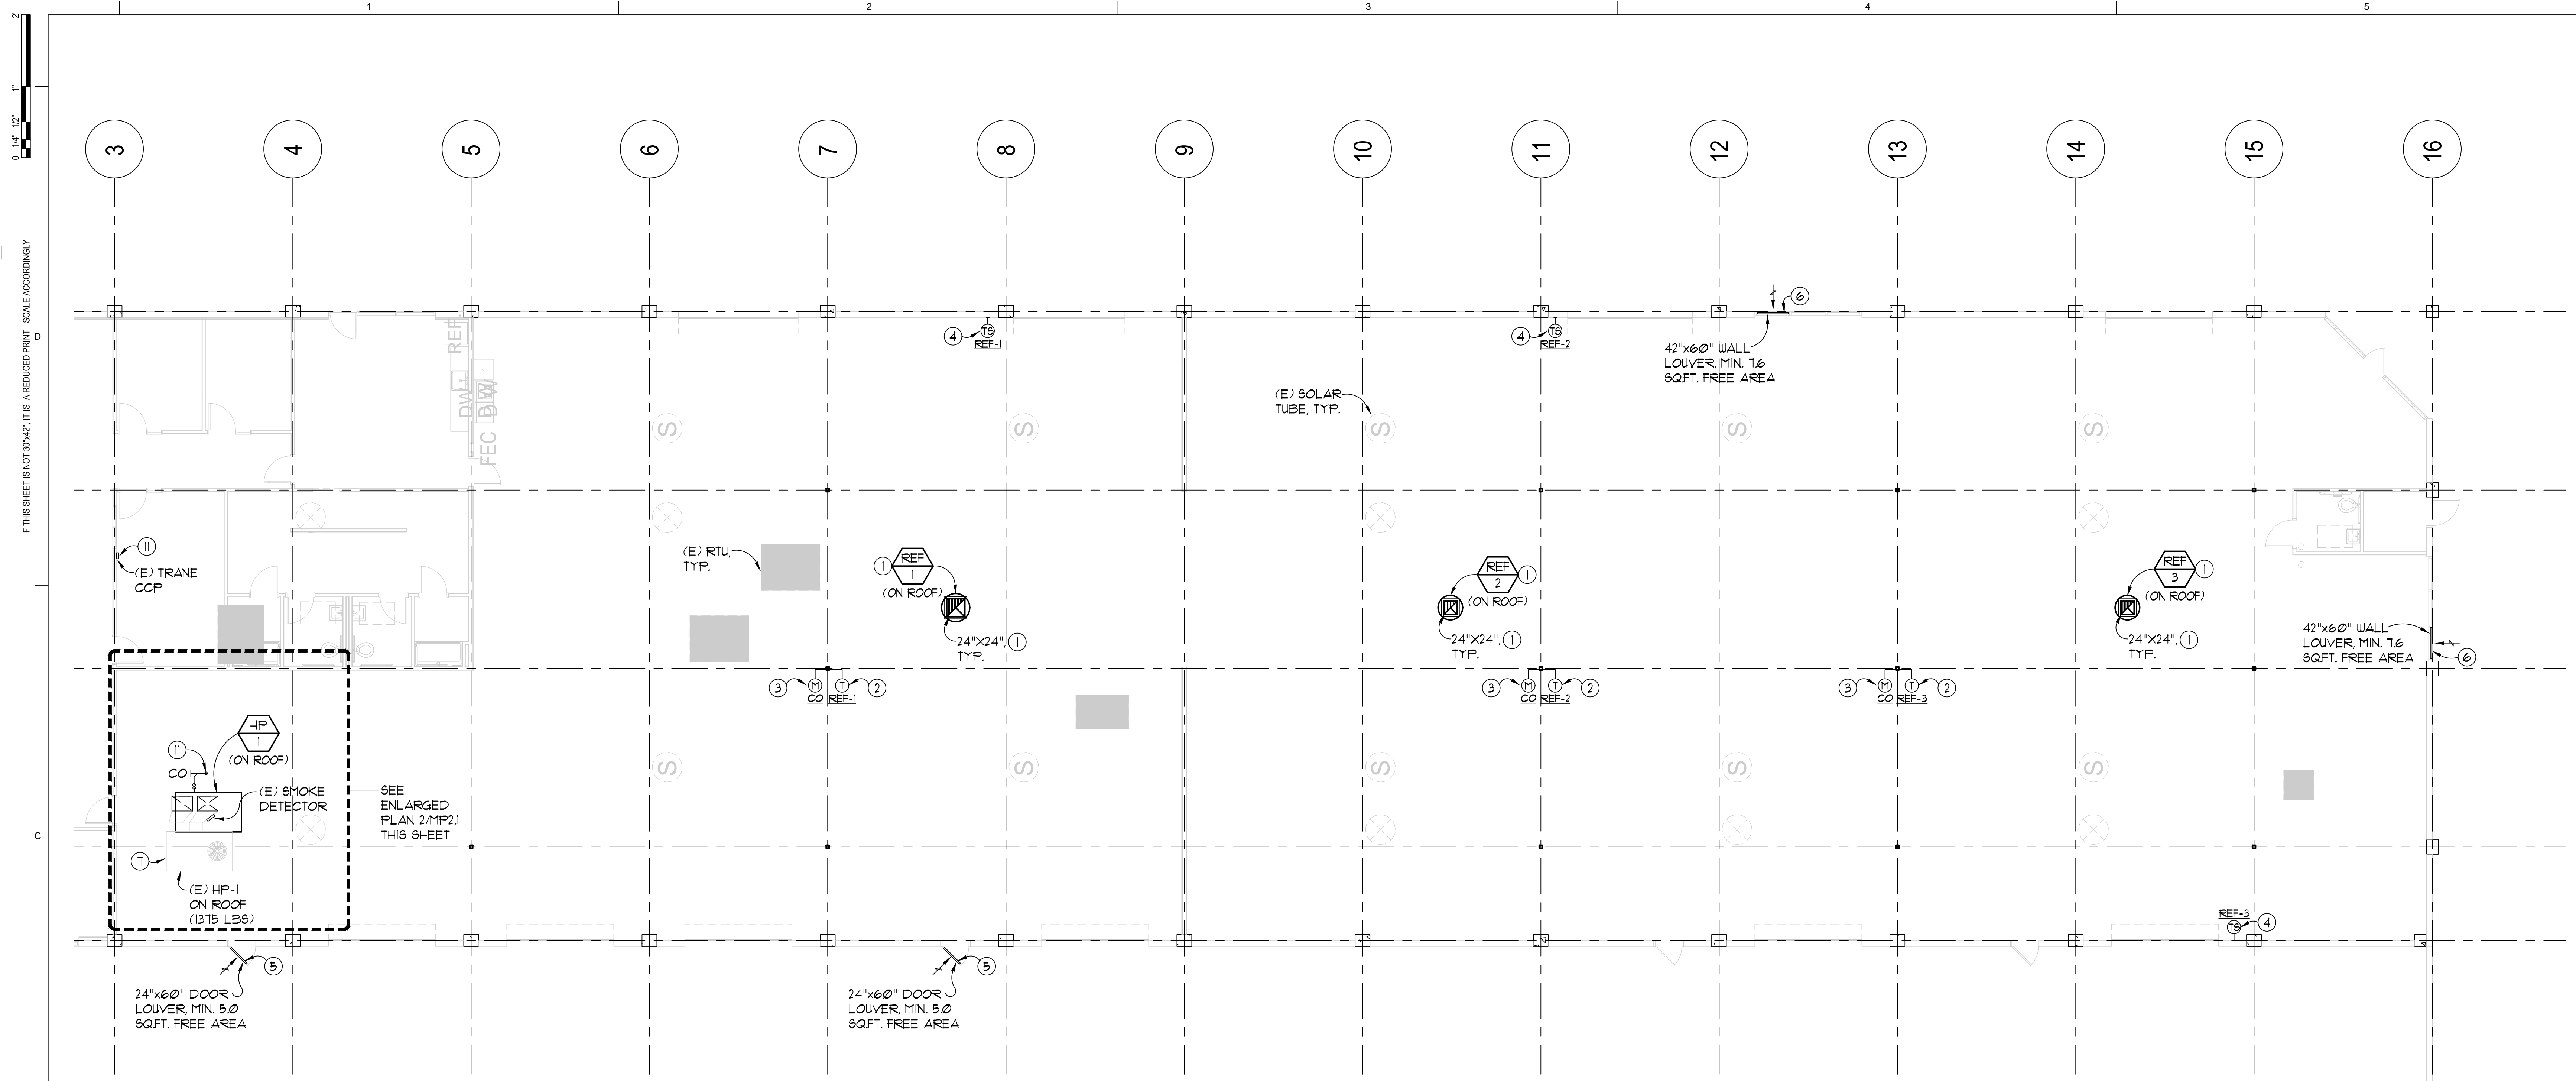 1
2
3
4
5
2"
1"
1/2"
1/4"
0
IF THIS SHEET IS NOT 30"x42", IT IS A REDUCED PRINT - SCALE ACCORDINGLY
3
4
5
6
7
8
9
10
11
12
13
14
15
16
D
C
REF
DW
DW
FEC
4
TS
REF-1
4
TS
REF-2
6
42"x60" WALL
LOUVER, MIN. 7.6
SQ.FT. FREE AREA
(E) SOLAR
TUBE, TYP.
S
S
S
S
S
11
(E) TRANE
CCP
(E) RTU,
TYP.
1
REF
1
(ON ROOF)
24"X24", 1
TYP.
REF
2
1
(ON ROOF)
24"X24", 1
TYP.
REF
3
1
(ON ROOF)
24"X24", 1
TYP.
42"x60" WALL
LOUVER, MIN. 7.6
SQ.FT. FREE AREA
6
3
M
T
2
CO
REF-1
3
M
T
2
CO
REF-2
3
M
T
2
CO
REF-3
HP
1
(ON ROOF)
11
CO
(E) SMOKE
DETECTOR
SEE
ENLARGED
PLAN 2/MP2.1
THIS SHEET
S
S
S
S
S
7
(E) HP-1
ON ROOF
(1375 LBS)
REF-3
TS
4
5
24"x60" DOOR
LOUVER, MIN. 5.0
SQ.FT. FREE AREA
5
24"x60" DOOR
LOUVER, MIN. 5.0
SQ.FT. FREE AREA